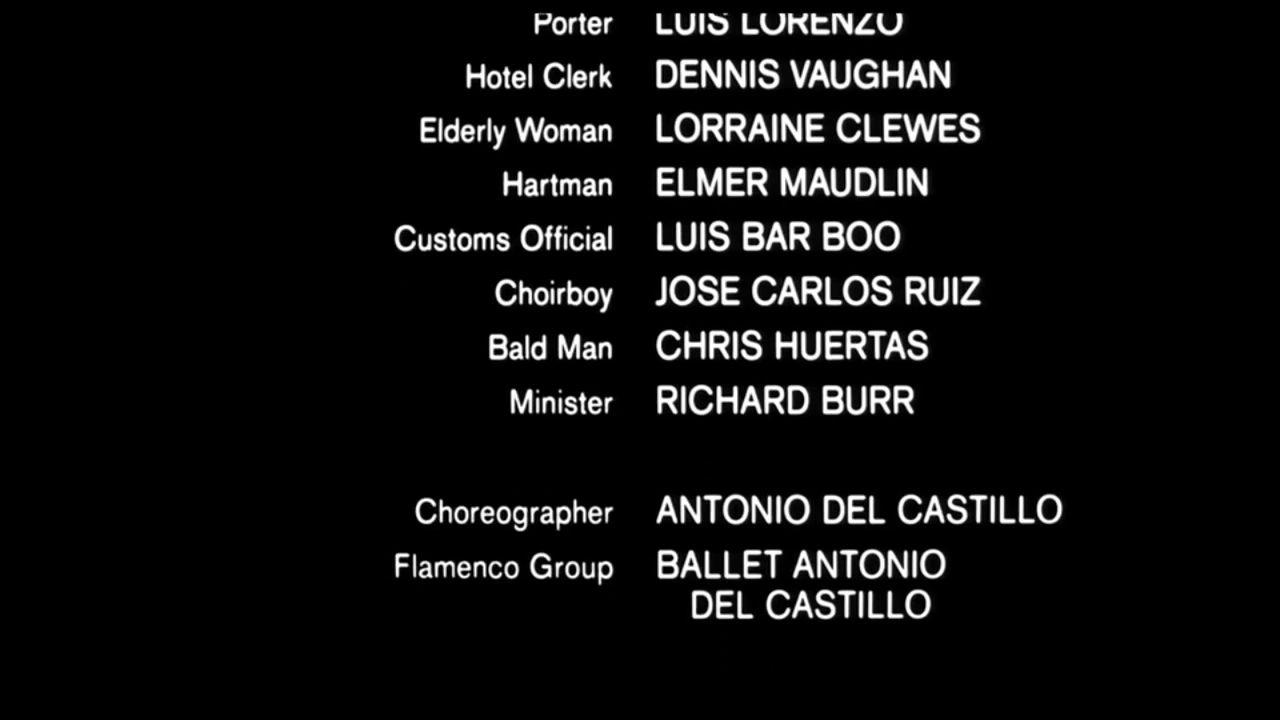 Porter LUIS LORENZO
Hotel Clerk DENNIS VAUGHAN
Elderly Woman LORRAINE CLEWES
Hartman ELMER MAUDLIN
Customs Official LUIS BAR BOO
Choirboy JOSE CARLOS RUIZ
Bald Man CHRIS HUERTAS
Minister RICHARD BURR
Choreographer ANTONIO DEL CASTILLO
Flamenco Group BALLET ANTONIO
DEL CASTILLO